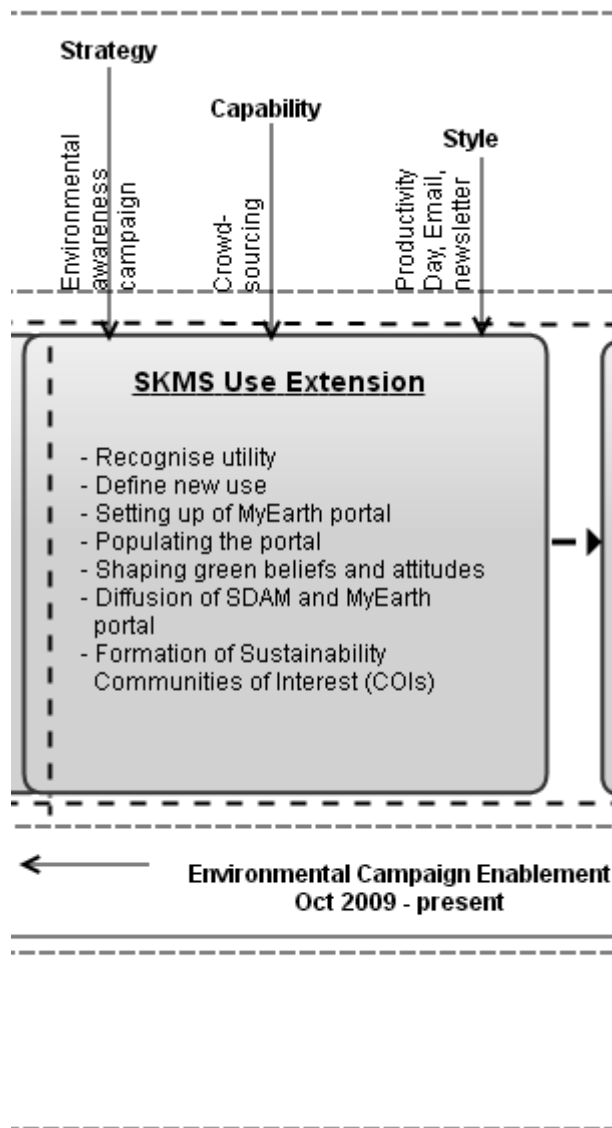 Strategy
Capability
Style
Environmental
awareness
campaign
Crowd-
sourcing
Productivity
Day, Email,
newsletter
SKMS Use Extension
- Recognise utility
- Define new use
- Setting up of MyEarth portal
- Populating the portal
- Shaping green beliefs and attitudes
- Diffusion of SDAM and MyEarth
portal
- Formation of Sustainability
Communities of Interest (COIs)
Environmental Campaign Enablement
Oct 2009 - present